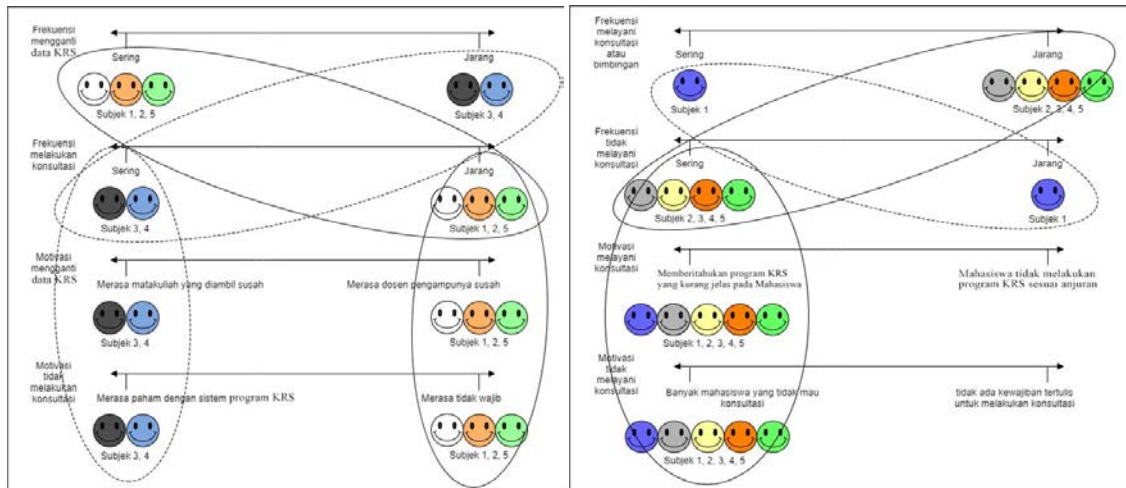 Frekuensi
mengganti
data KRS
Sering
Jarang
Subjek 1, 2, 5
Subjek 3, 4
Frekuensi
melakukan
konsultasi
Sering
Jarang
Subjek 3, 4
Subjek 1, 2, 5
Motivasi
mengganti
data KRS
Merasa matakuliah yang diambil susah
Merasa dosen pengampunya susah
Subjek 3, 4
Subjek 1, 2, 5
Motivasi
tidak
melakukan
konsultasi
Merasa paham dengan sistem program KRS
Merasa tidak wajib
Subjek 3, 4
Subjek 1, 2, 5
Frekuensi
melayani
konsultasi
atau
bimbingan
Sering
Jarang
Subjek 1
Subjek 2, 3, 4, 5
Frekuensi
tidak
melayani
konsultasi
Sering
Jarang
Subjek 2, 3, 4, 5
Subjek 1
Motivasi
melayani
konsultasi
Memberitahukan program KRS
yang kurang jelas pada Mahasiswa
Mahasiswa tidak melakukan
program KRS sesuai anjuran
Subjek 1, 2, 3, 4, 5
Motivasi
tidak
melayani
konsultasi
Banyak mahasiswa yang tidak mau
konsultasi
tidak ada kewajiban tertulis
untuk melakukan konsultasi
Subjek 1, 2, 3, 4, 5